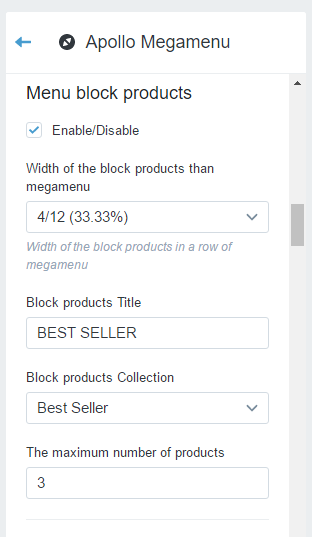 Apollo Megamenu
Menu block products
Enable/Disable
Width of the block products than
megamenu
4/12 (33.33%)
Width of the block products in a row of
megamenu
Block products Title
BEST SELLER
Block products Collection
Best Seller
The maximum number of products
3